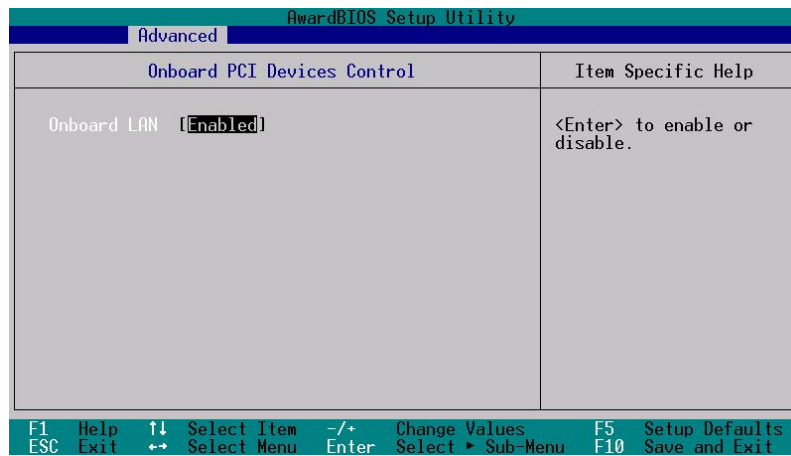 AwardBIOS Setup Utility
Advanced
Onboard PCI Devices Control
Item Specific Help
Onboard LAN [Enabled]
<Enter> to enable or
disable.
F1 Help ↑↓ Select Item -/+ Change Values F5 Setup Defaults
ESC Exit ←→ Select Menu Enter Select ► Sub-Menu F10 Save and Exit